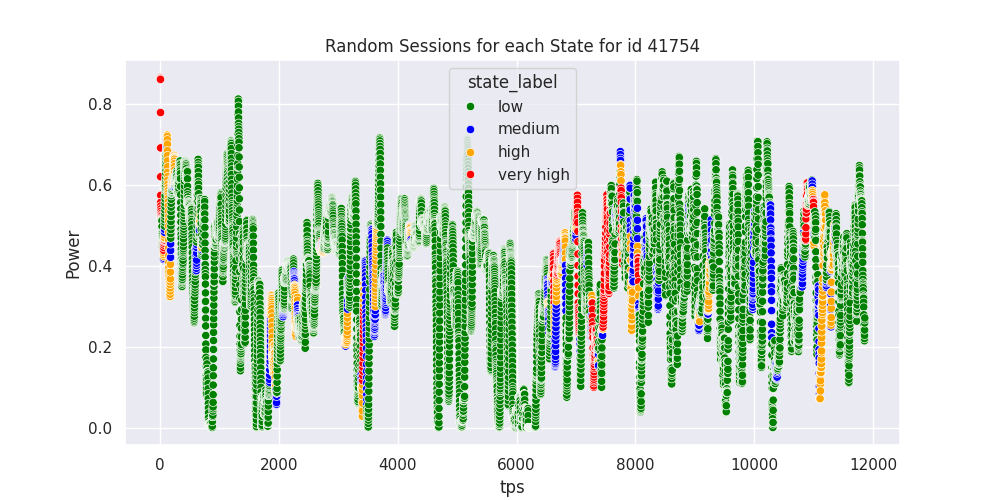 Random Sessions for each State for id 41754
state_label
low
medium
high
very high
Power
0.8
0.6
0.4
0.2
0.0
0 2000 4000 6000 8000 10000 12000
tps